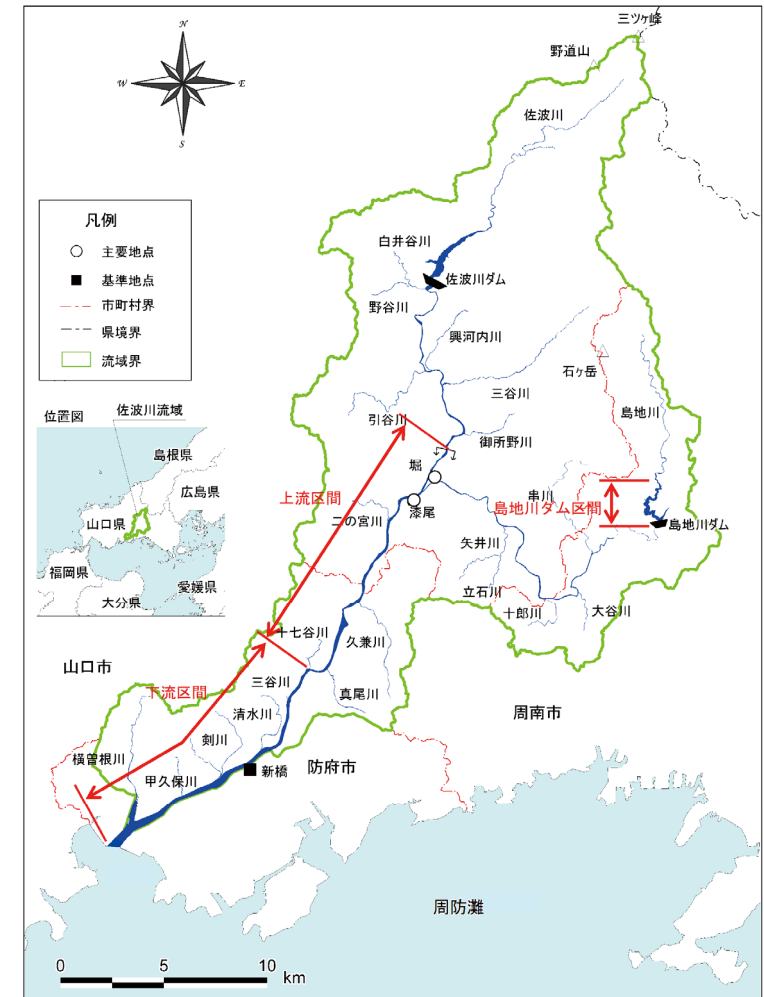 三ツヶ峰
野道山
N
W
E
S
佐波川
凡例
主要地点
基準地点
市町村界
県境界
流域界
白井谷川
佐波川ダム
野谷川
興河内川
石ヶ岳
三谷川
島地川
引谷川
御所野川
位置図
佐波川流域
島根県
広島県
山口県
福岡県
愛媛県
大分県
堀
上流区間
串川
島地川ダム区間
漆尾
二の宮川
島地川ダム
矢井川
立石川
十郎川
大谷川
十七谷川
久兼川
山口市
三谷川
下流区間
真尾川
清水川
周南市
剣川
横曽根川
新橋
防府市
甲久保川
周防灘
0
5
10
km